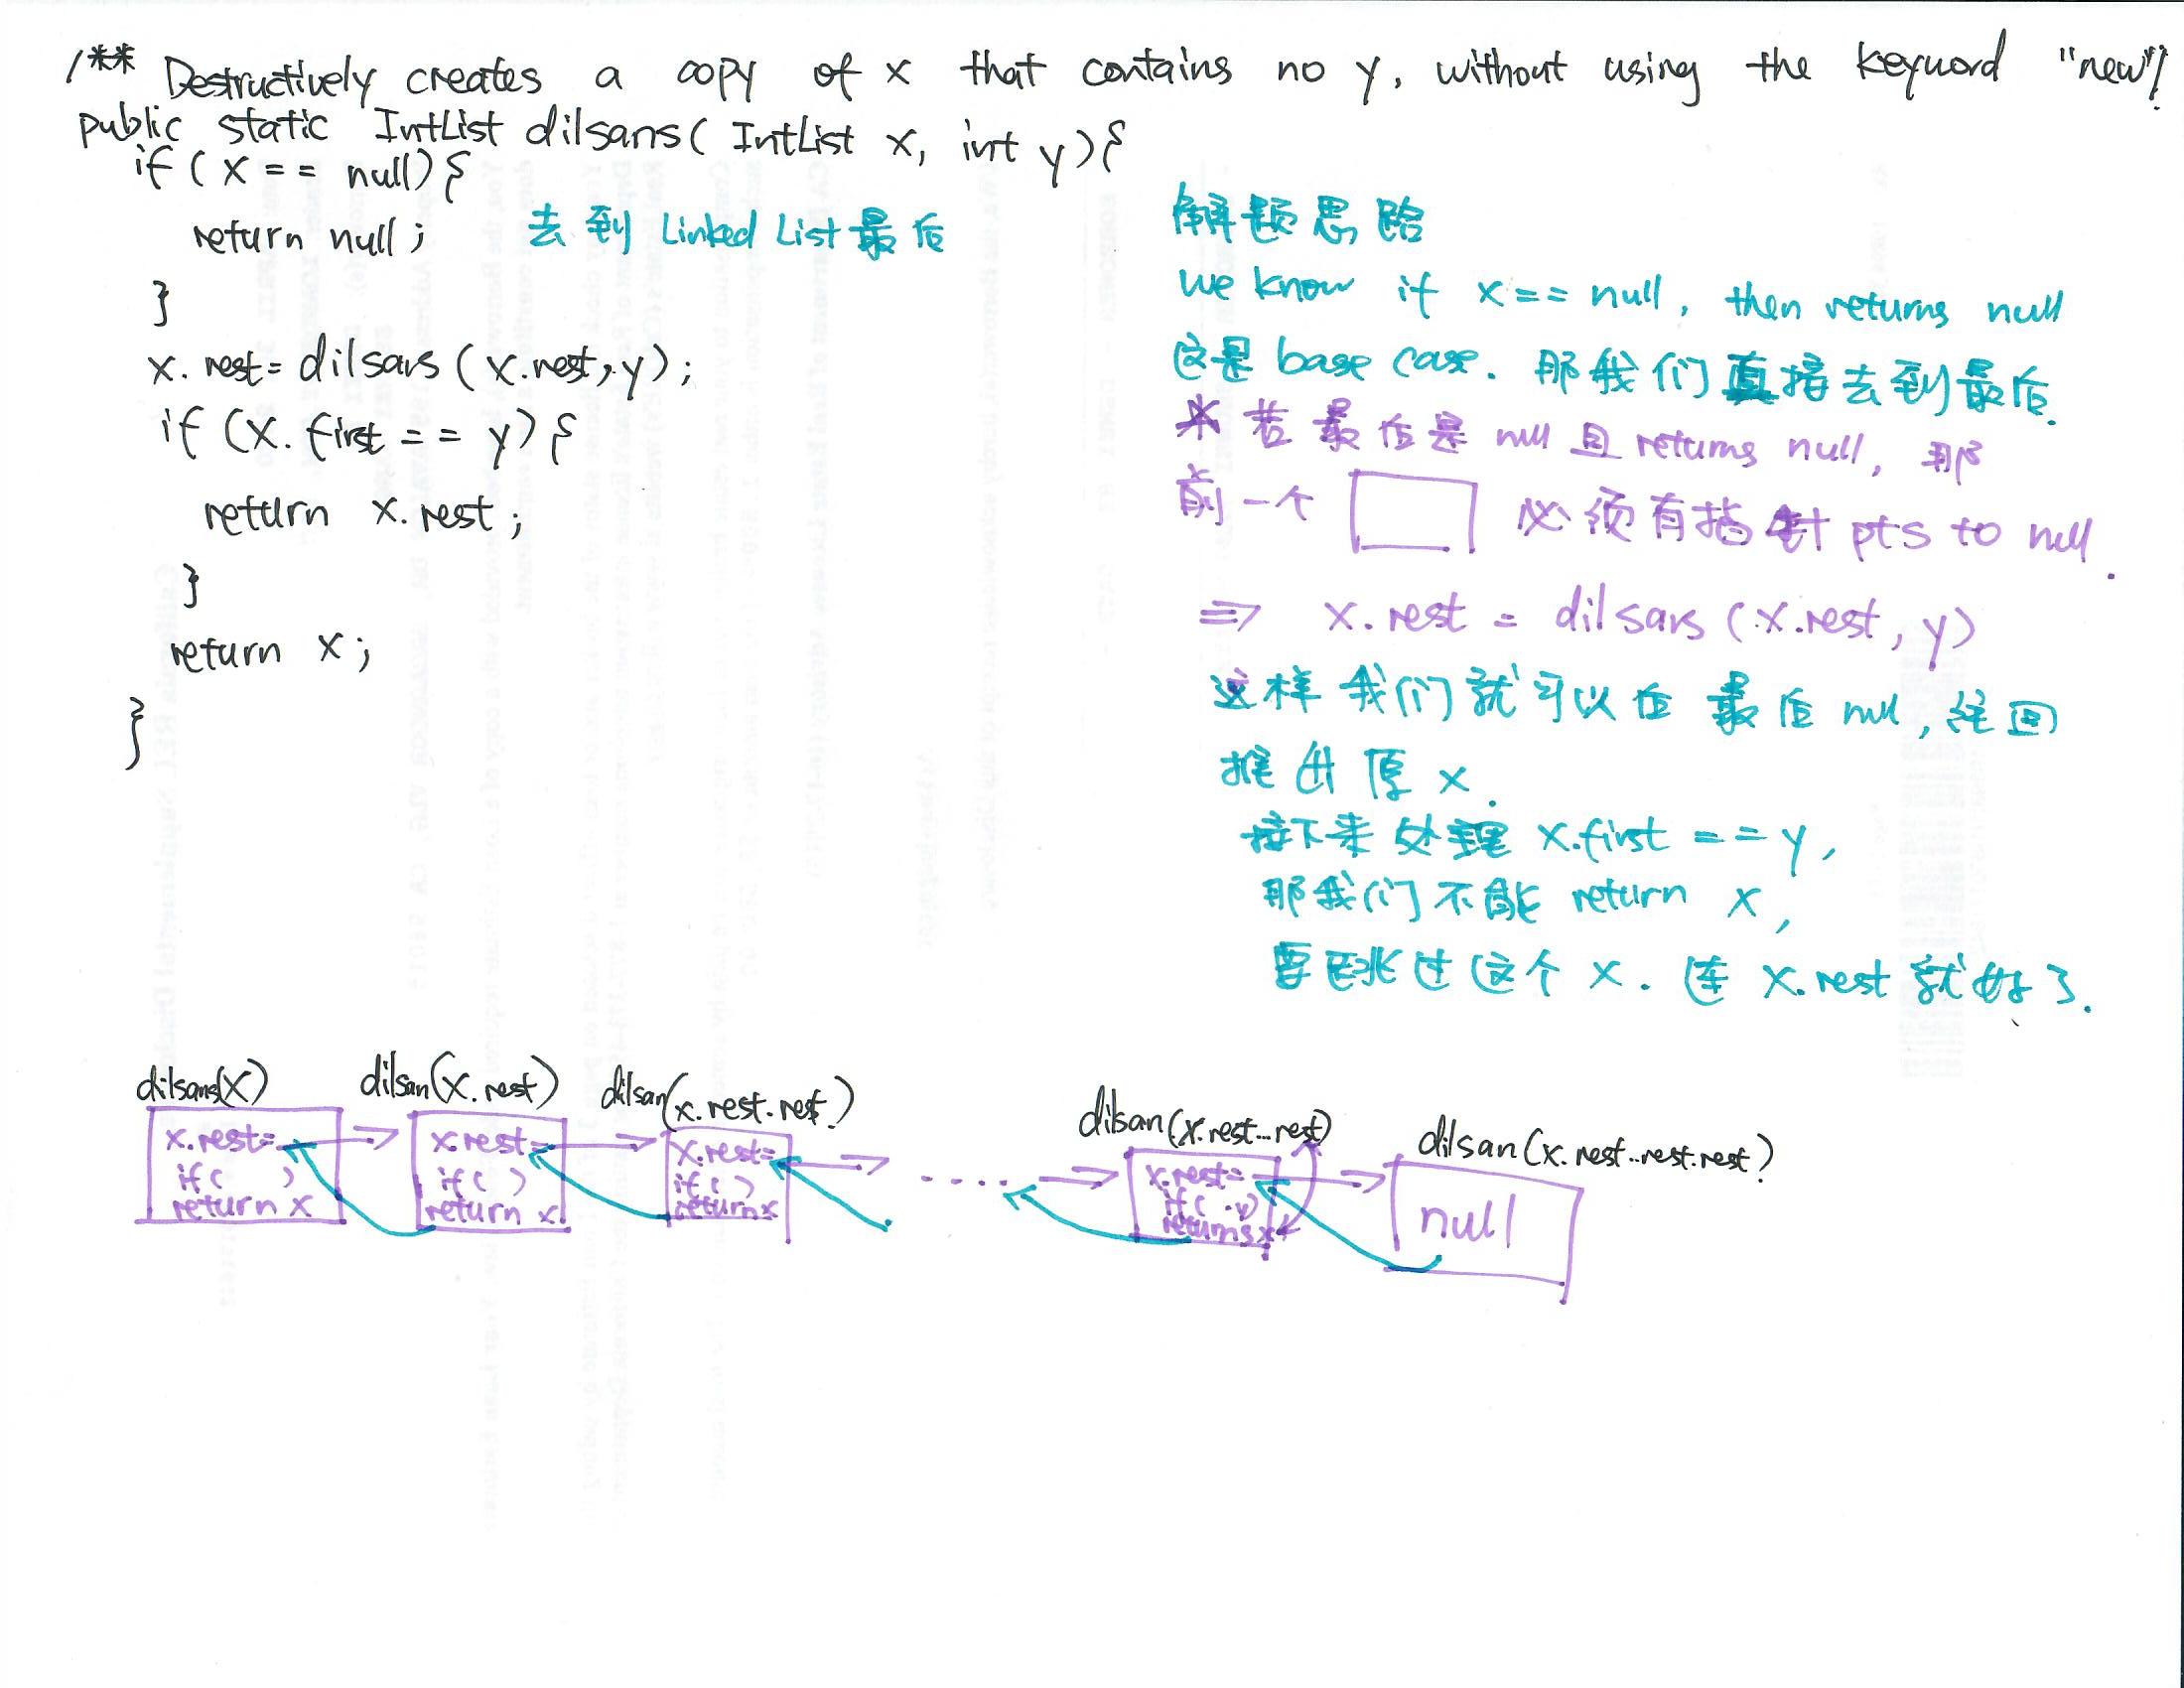 /** Destructively creates a copy of x that contains no y, without using the keyword "new"!
public static IntList dilsans( IntList x, int y){
if ( x == null){
return null;
去到 Linked List 最后
}
x.rest= dilsans (x.rest, y);
if (x. first == y) {
return x.rest;
}
return x;
}
解题思路
we know if x== null, then returns null
这是 base case. 那我们直接去到最后.
若最后是 null 且 returns null, 那
前一个 必须有指针 pts to null.
⇒ x.rest = dilsans (x.rest, y)
这样我们就可以在最后 null, 往回
推出原 x.
接下来处理 x.first == y,
那我们不能 return x,
要跳过这个 x. 连 x.rest 就好了.
dilsans(x)
x.rest=
if( )
return x
dilsan(x.rest)
x.rest=
if( )
return x
dilsan(x.rest.rest)
x.rest=
if( )
return x
.....
dilsan(x.rest...rest)
x.rest=
if( .y)
returns x
dilsan(x.rest..rest.rest)
null